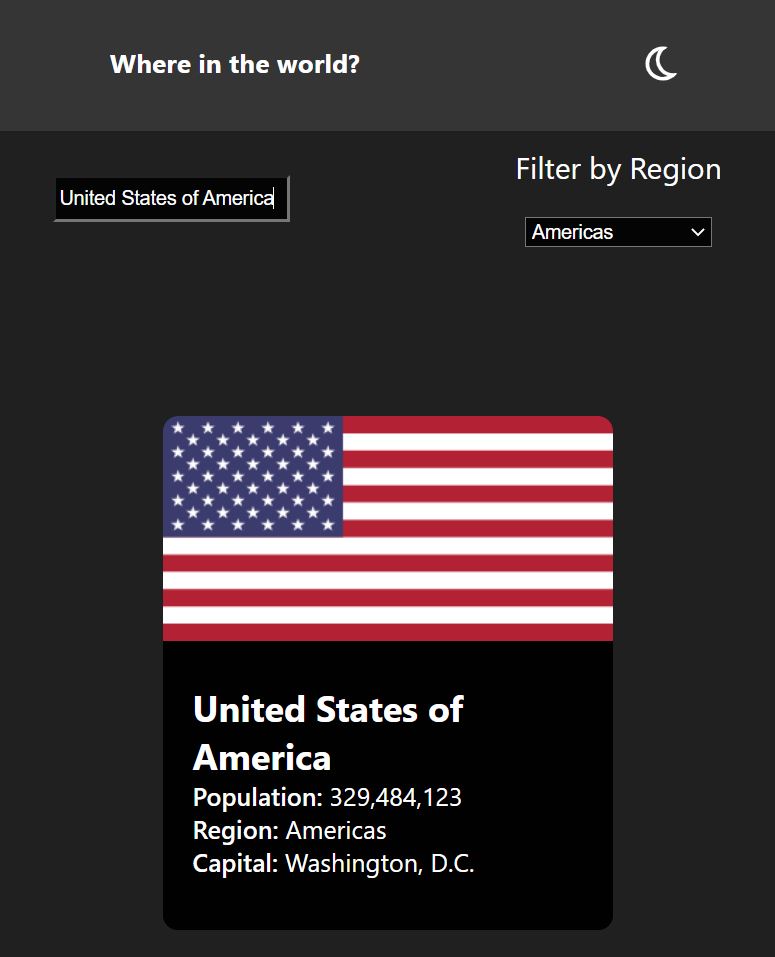 Where in the world?
United States of America
Filter by Region
Americas
United States of
America
Population: 329,484,123
Region: Americas
Capital: Washington, D.C.